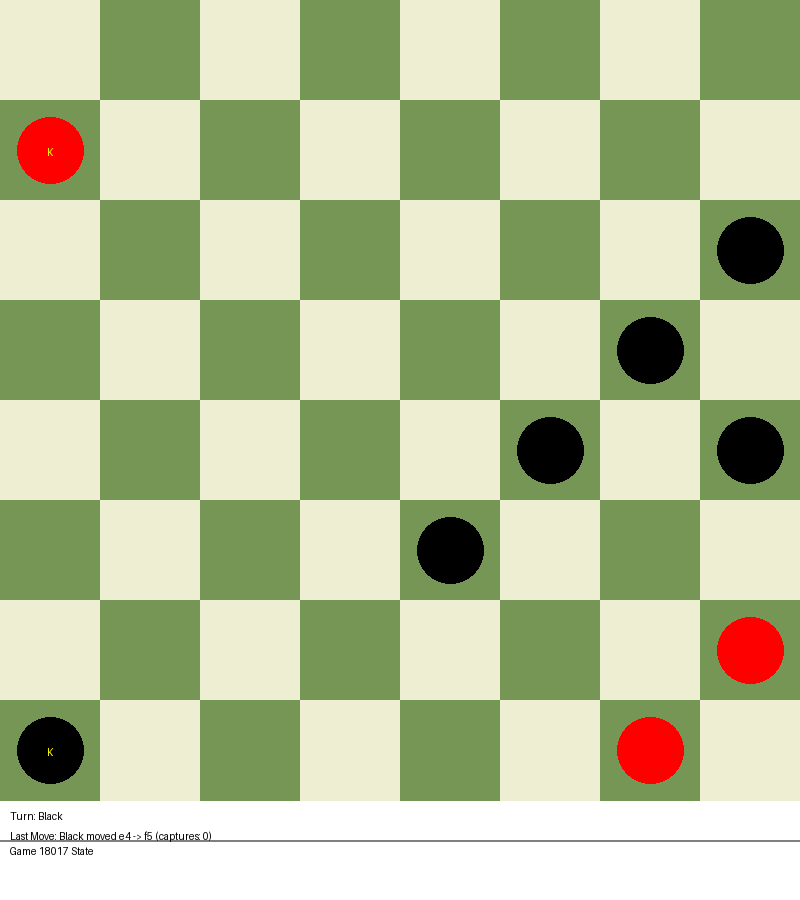 K
K
Turn: Black
Last Move: Black moved e4 -> f5 (captures: 0)
Game 18017 State